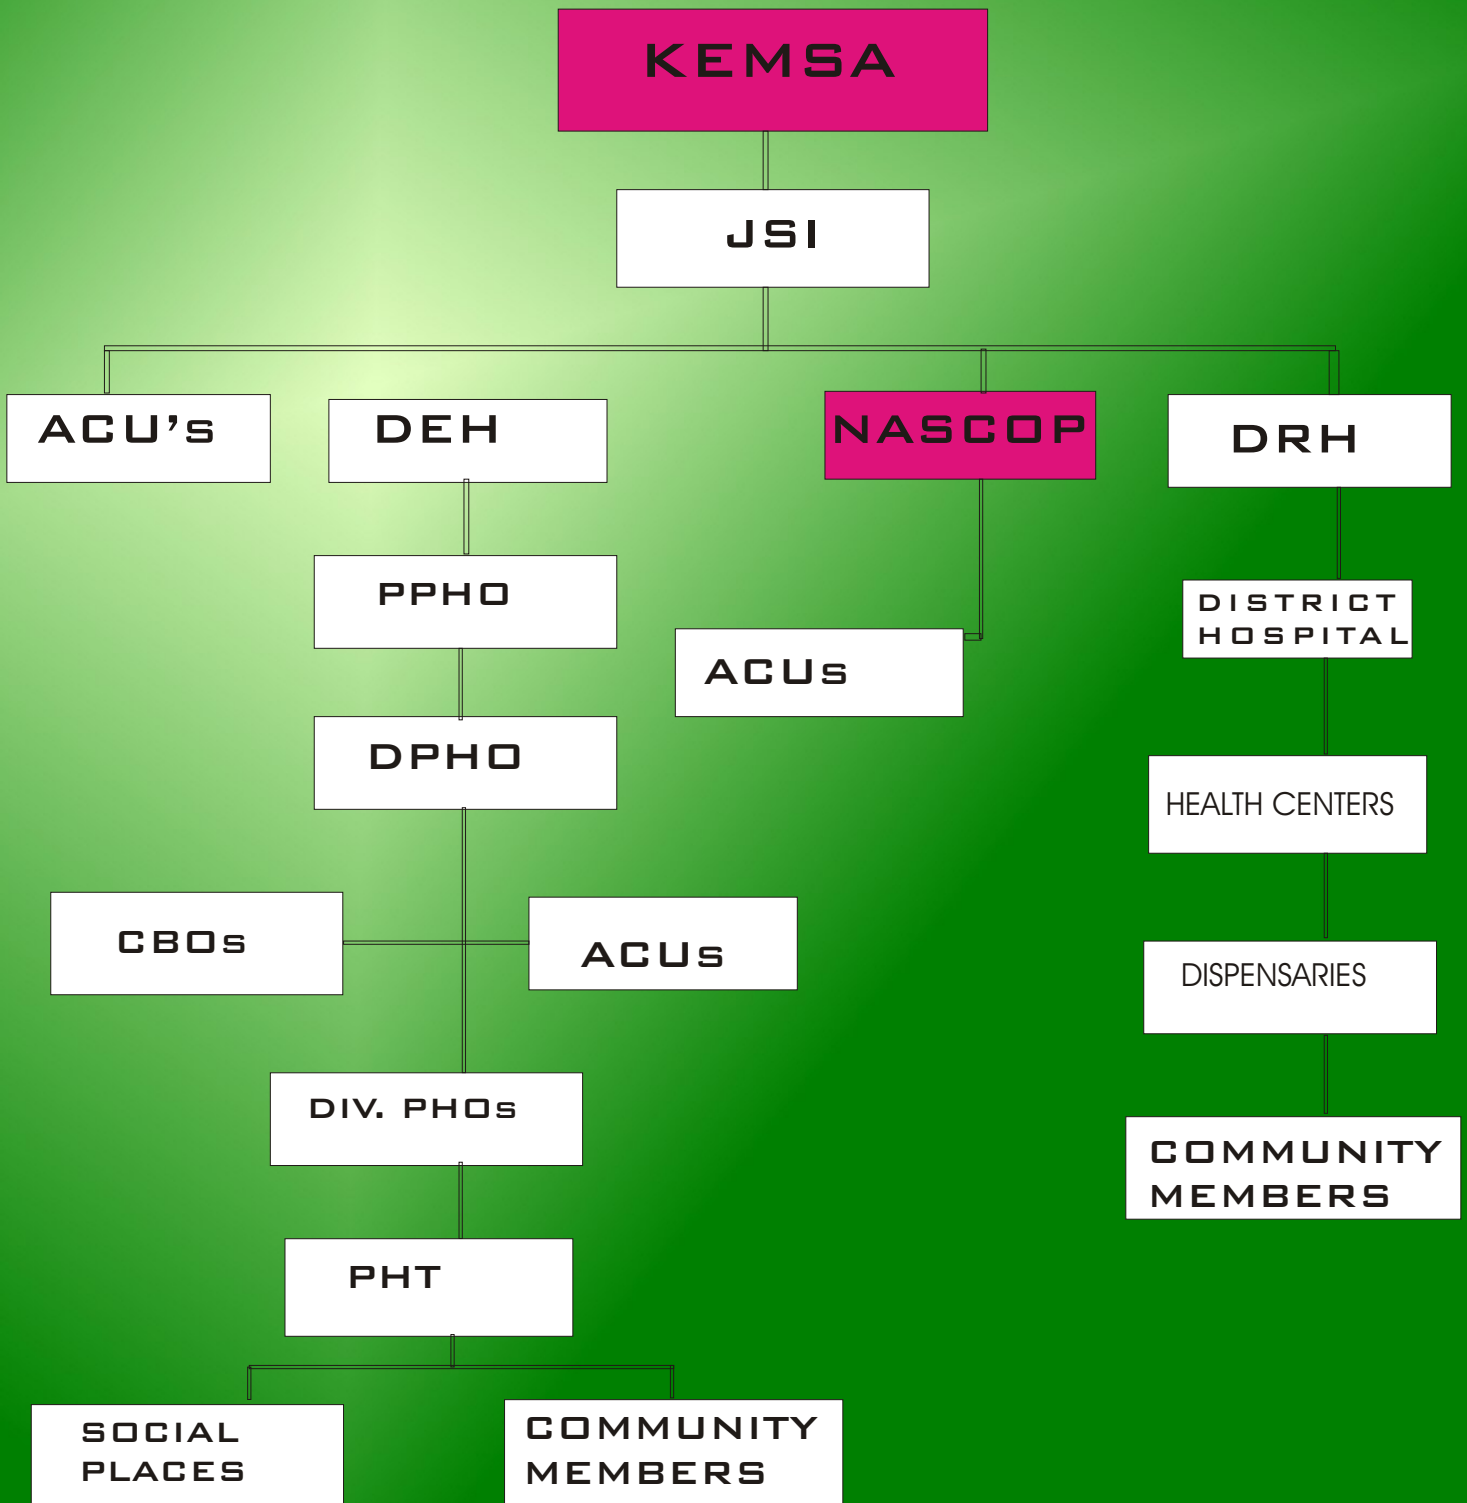 KEMSA
JSI
ACU's
DEH
NASCOP
DRH
PPHO
DISTRICT
HOSPITAL
ACUs
DPHO
HEALTH CENTERS
CBOs
ACUs
DISPENSARIES
DIV. PHOs
COMMUNITY
MEMBERS
PHT
SOCIAL
PLACES
COMMUNITY
MEMBERS